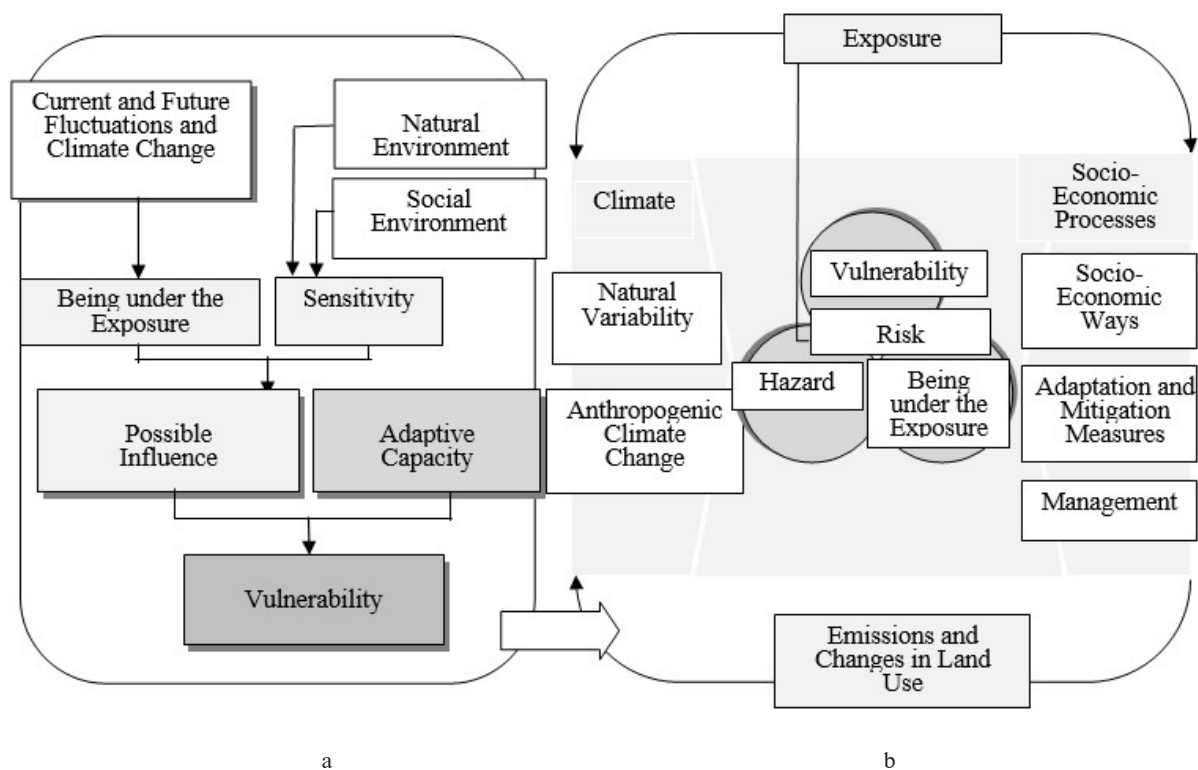 Current and Future
Fluctuations and
Climate Change
Natural
Environment
Social
Environment
Being under the
Exposure
Sensitivity
Possible
Influence
Adaptive
Capacity
Vulnerability
a
Exposure
Climate
Natural
Variability
Anthropogenic
Climate
Change
Vulnerability
Risk
Hazard
Being
under the
Exposure
Socio-
Economic
Processes
Socio-
Economic
Ways
Adaptation and
Mitigation
Measures
Management
Emissions and
Changes in Land
Use
b